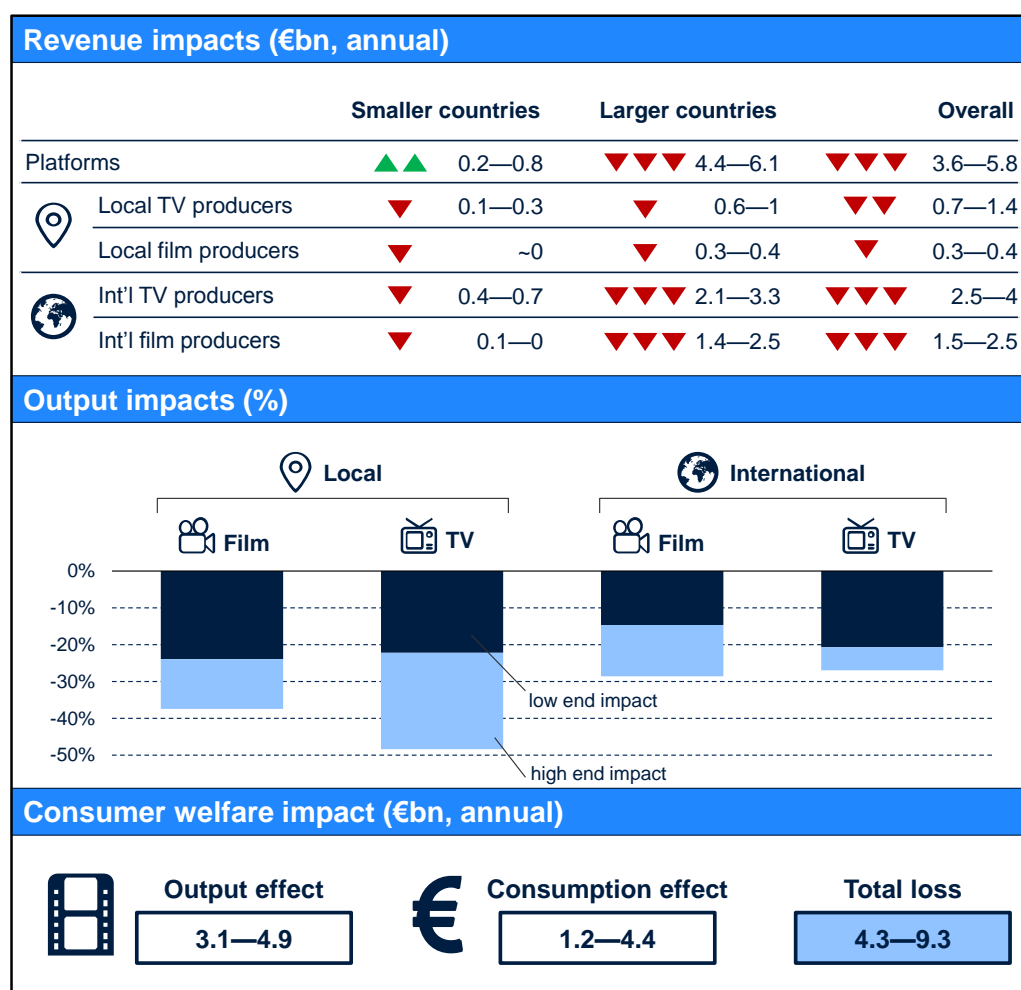 Revenue impacts (€bn, annual)
Smaller countries Larger countries Overall
Platforms 0.2—0.8 4.4—6.1 3.6—5.8
Local TV producers 0.1—0.3 0.6—1 0.7—1.4
Local film producers ~0 0.3—0.4 0.3—0.4
Int'l TV producers 0.4—0.7 2.1—3.3 2.5—4
Int'l film producers 0.1—0 1.4—2.5 1.5—2.5
Output impacts (%)
Local International
Film TV Film TV
0%
-10%
-20%
-30%
low end impact
-40%
-50%
high end impact
Consumer welfare impact (€bn, annual)
Output effect Consumption effect Total loss
€
3.1—4.9 1.2—4.4 4.3—9.3